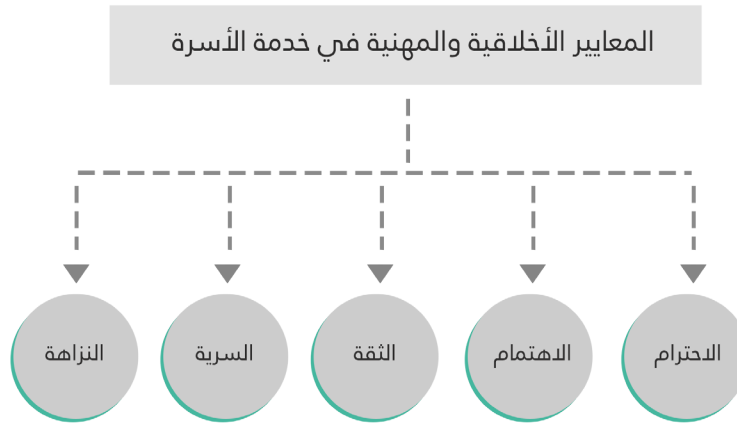 المعايير الأخلاقية والمهنية في خدمة الأسرة
الاحترام
الاهتمام
الثقة
السرية
النزاهة